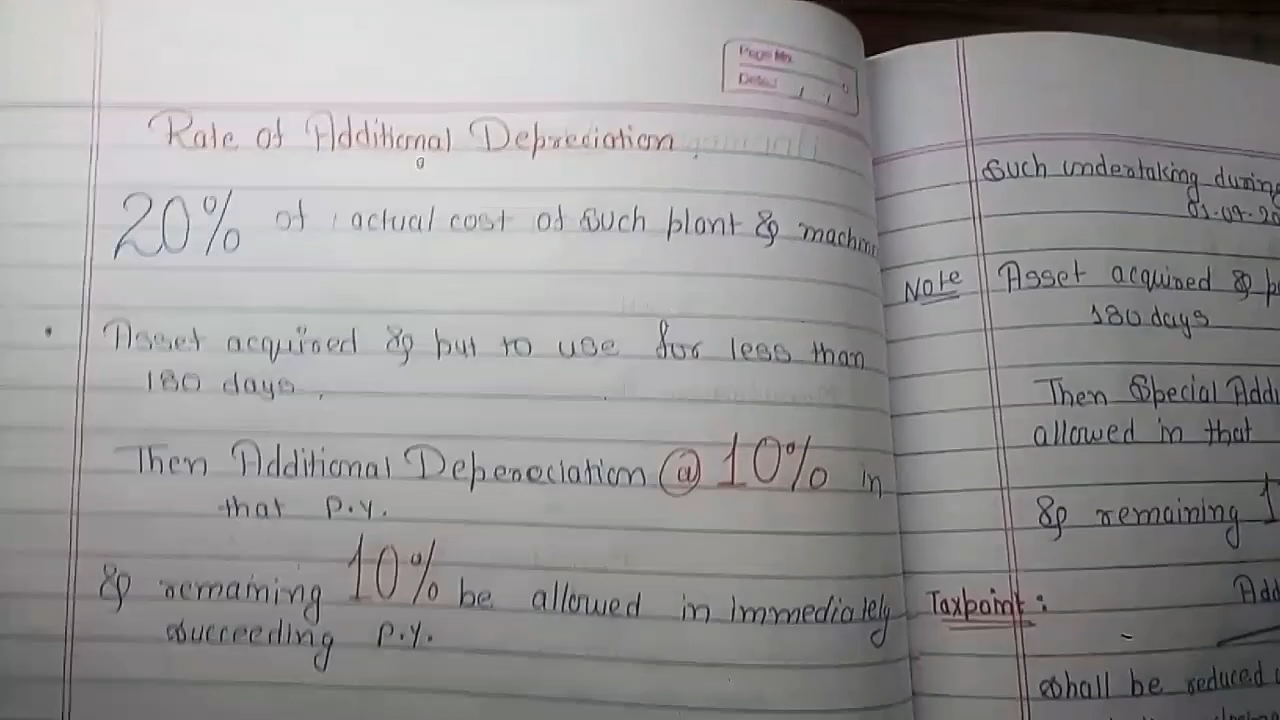 Page No.
Date:
Rate of Additional Depreciation
20% of actual cost of such plant & machin
Asset acquired & put to use for less than
180 days.
Then Additional Depereciation @ 10% in
that P.Y.
& remaining 10% be allowed in immediately
succeeding P.Y.
Such undertaking during
Note Asset acquired & p
180 days
Then Special Addi
allowed in that
& remaining 1
Taxpoint: Add
shall be reduced